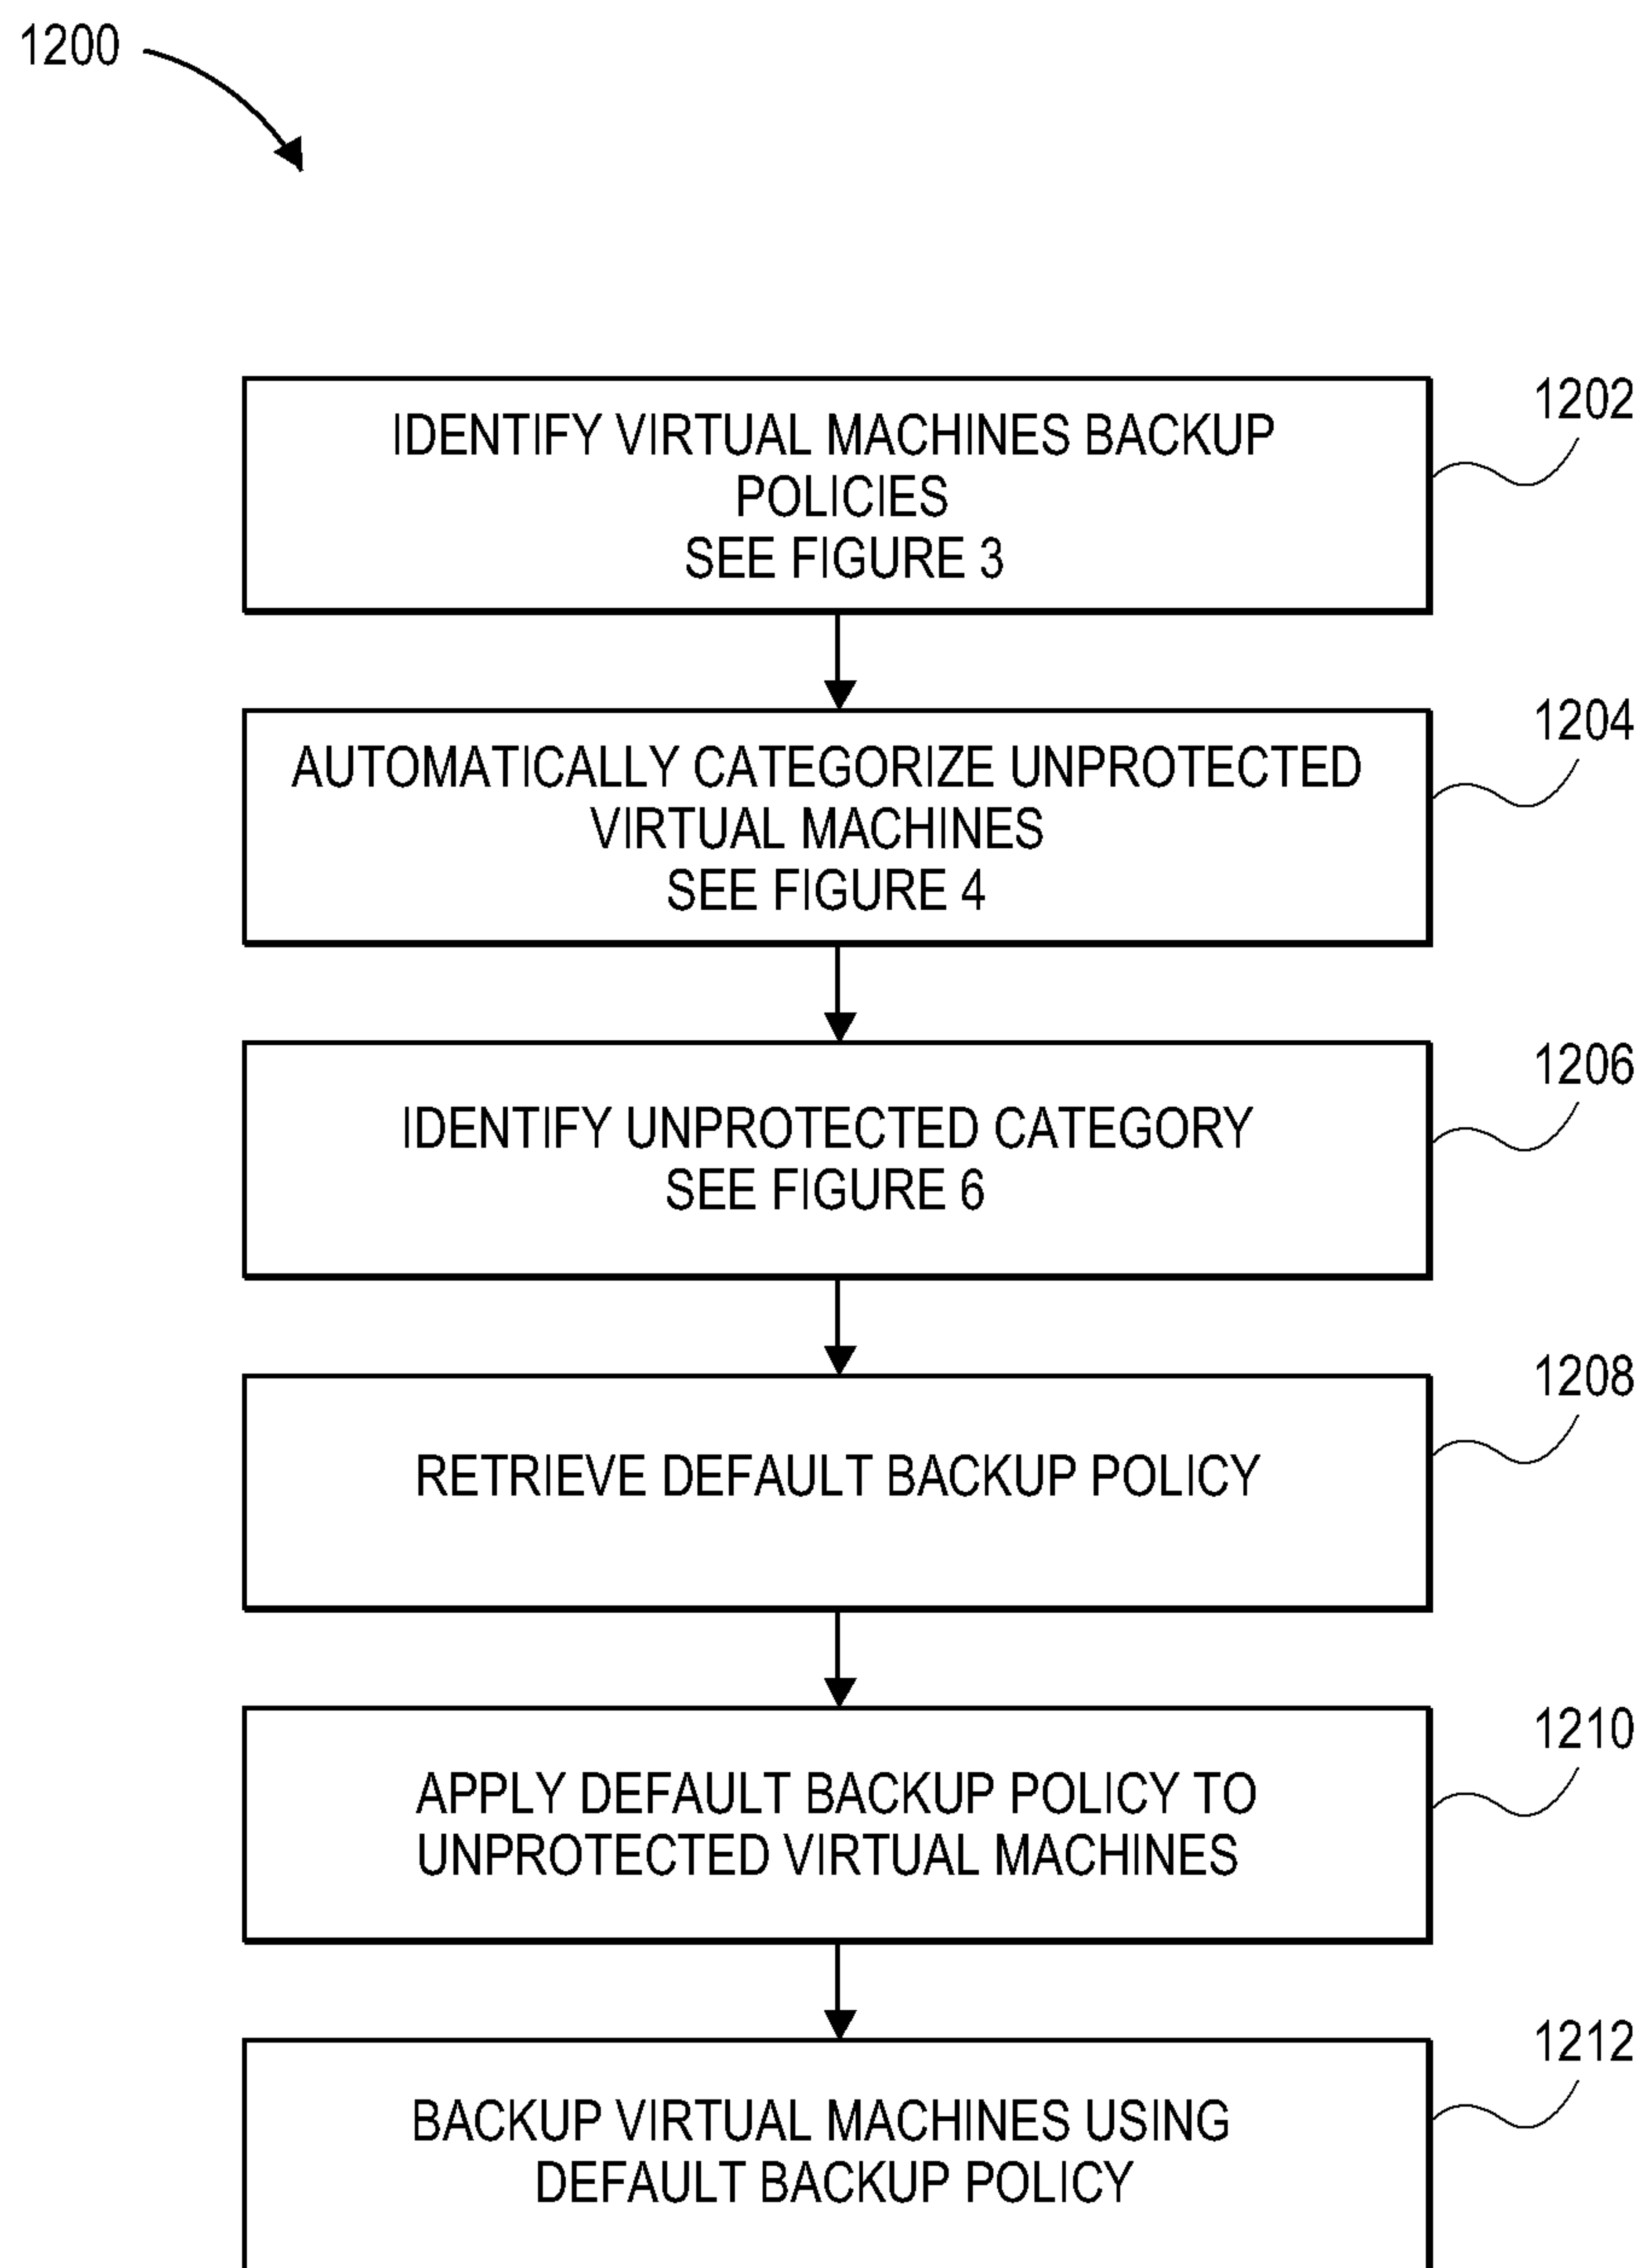 1200
IDENTIFY VIRTUAL MACHINES BACKUP
POLICIES
SEE FIGURE 3
1202
AUTOMATICALLY CATEGORIZE UNPROTECTED
VIRTUAL MACHINES
SEE FIGURE 4
1204
IDENTIFY UNPROTECTED CATEGORY
SEE FIGURE 6
1206
RETRIEVE DEFAULT BACKUP POLICY
1208
APPLY DEFAULT BACKUP POLICY TO
UNPROTECTED VIRTUAL MACHINES
1210
BACKUP VIRTUAL MACHINES USING
DEFAULT BACKUP POLICY
1212